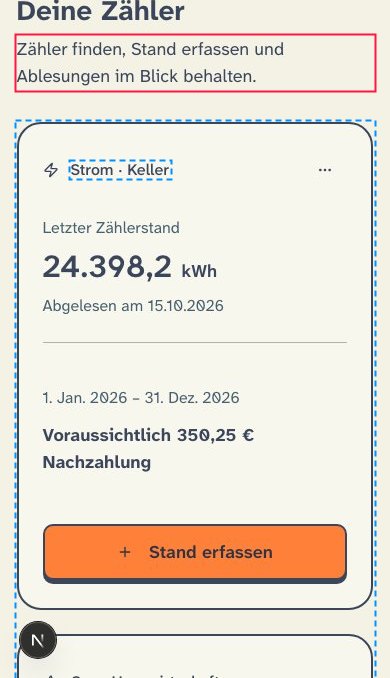 Deine Zähler
Zähler finden, Stand erfassen und
Ablesungen im Blick behalten.
Strom · Keller
Letzter Zählerstand
24.398,2 kWh
Abgelesen am 15.10.2026
1. Jan. 2026 – 31. Dez. 2026
Voraussichtlich 350,25 €
Nachzahlung
+ Stand erfassen
N